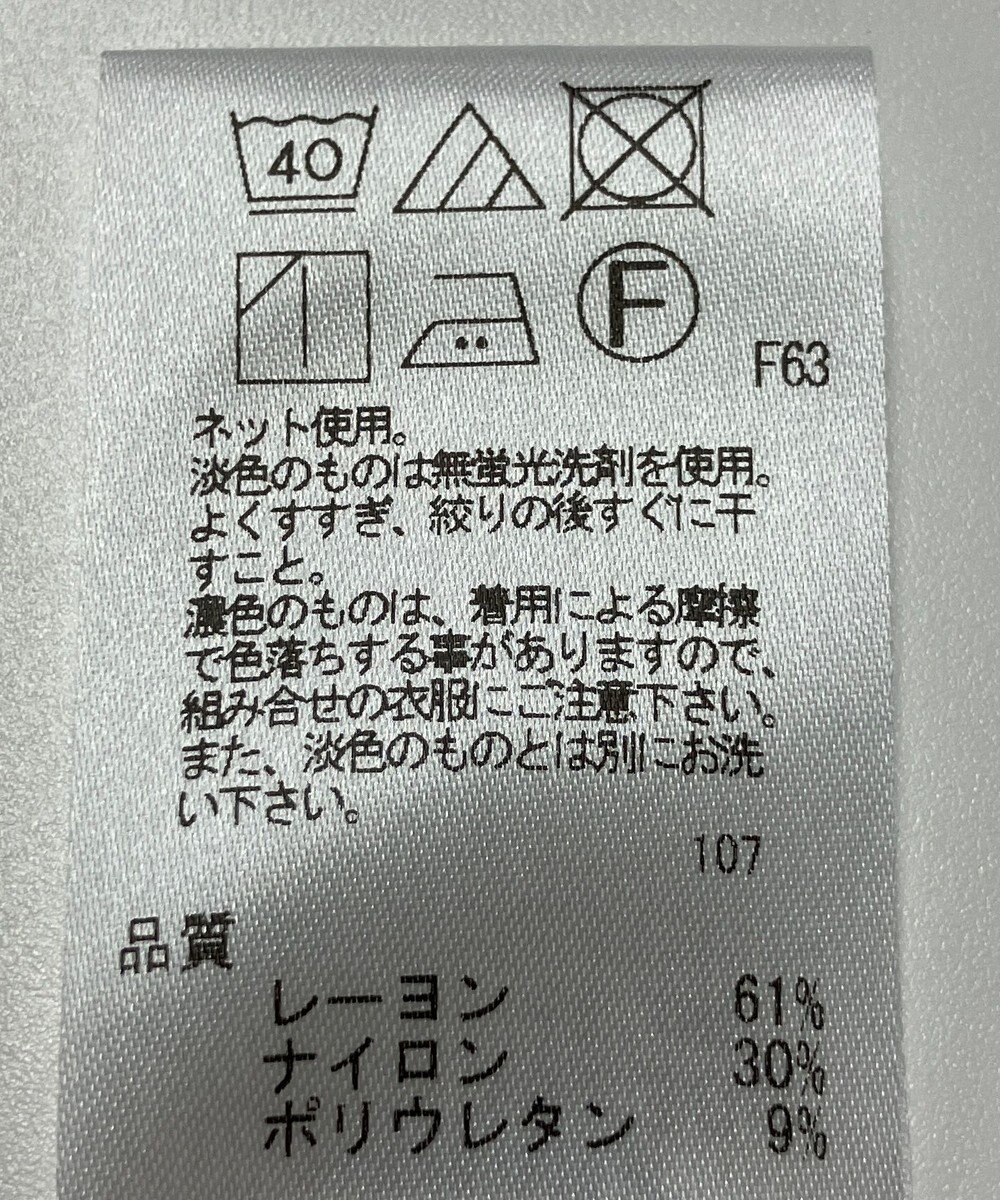 40
F
F63
ネット使用。
淡色のものは無蛍光洗剤を使用。
よくすすぎ、絞りの後すぐに干
すこと。
濃色のものは、着用による摩擦
で色落ちする事がありますので、
組み合せの衣服にご注意下さい。
また、淡色のものとは別にお洗
い下さい。
107
品質
レーヨン 61%
ナイロン 30%
ポリウレタン 9%